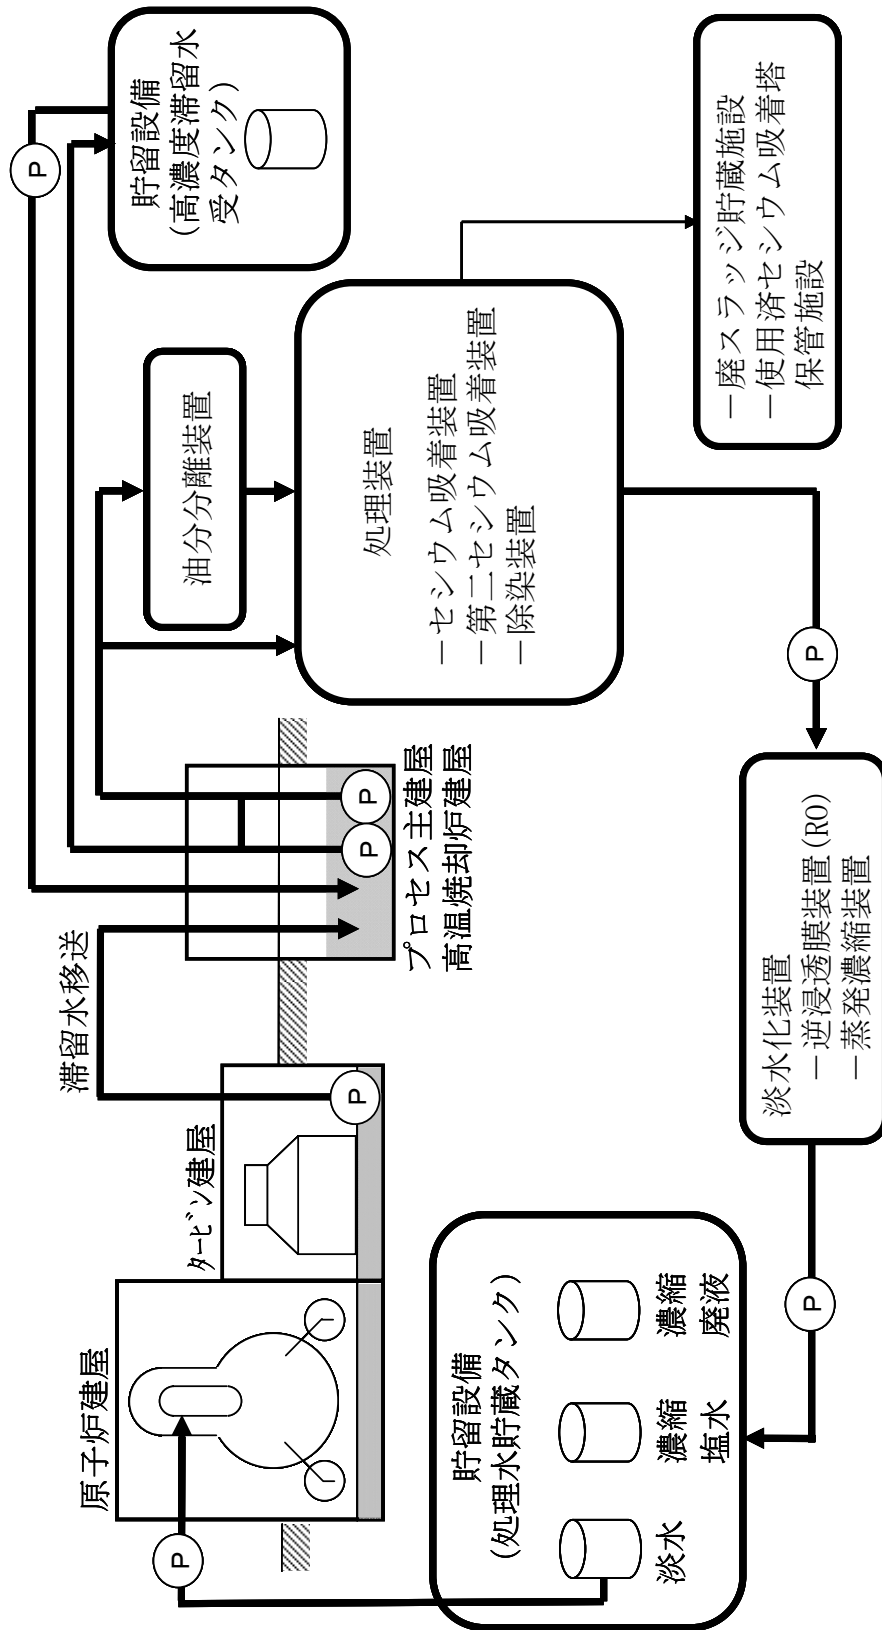 原子炉建屋
P
ﾀｰﾋﾞﾝ建屋
P
滞留水移送
プロセス主建屋
高温焼却炉建屋
P
P
油分分離装置
P
貯留設備
(高濃度滞留水
受タンク)
処理装置
－セシウム吸着装置
－第二セシウム吸着装置
－除染装置
－廃スラッジ貯蔵施設
－使用済セシウム吸着塔
保管施設
P
淡水化装置
－逆浸透膜装置(RO)
－蒸発濃縮装置
P
貯留設備
(処理水貯蔵タンク)
淡水
濃縮
塩水
濃縮
廃液